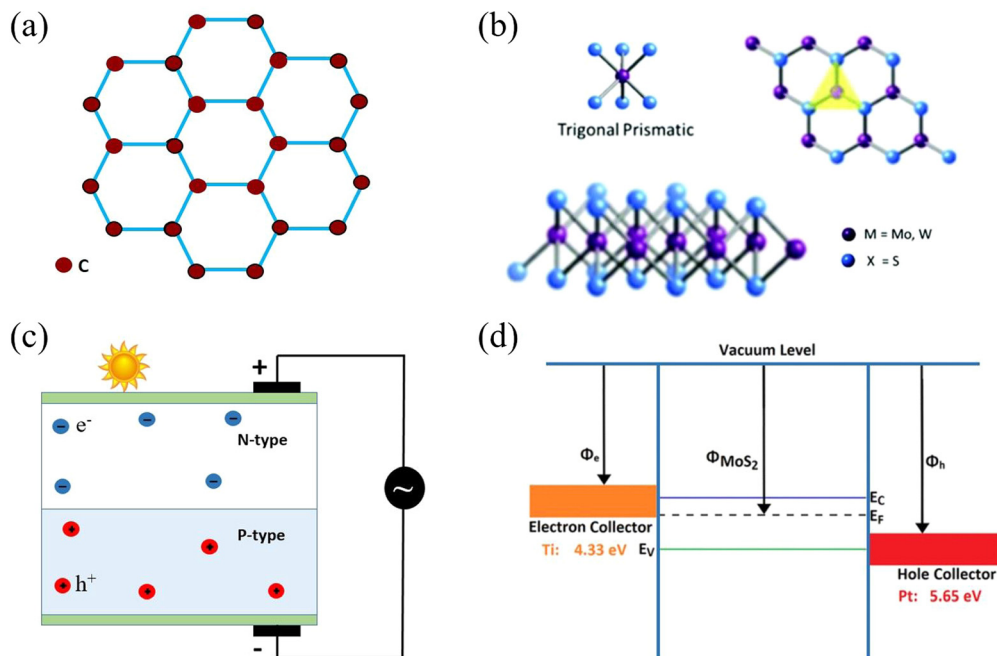 (a)
C
(b)
Trigonal Prismatic
M = Mo, W
X = S
(c)
+
e⁻
N-type
P-type
h⁺
~
-
(d)
Vacuum Level
Φe
ΦMoS₂
Φh
EC
EF
Electron Collector
Ti: 4.33 eV
EV
Hole Collector
Pt: 5.65 eV